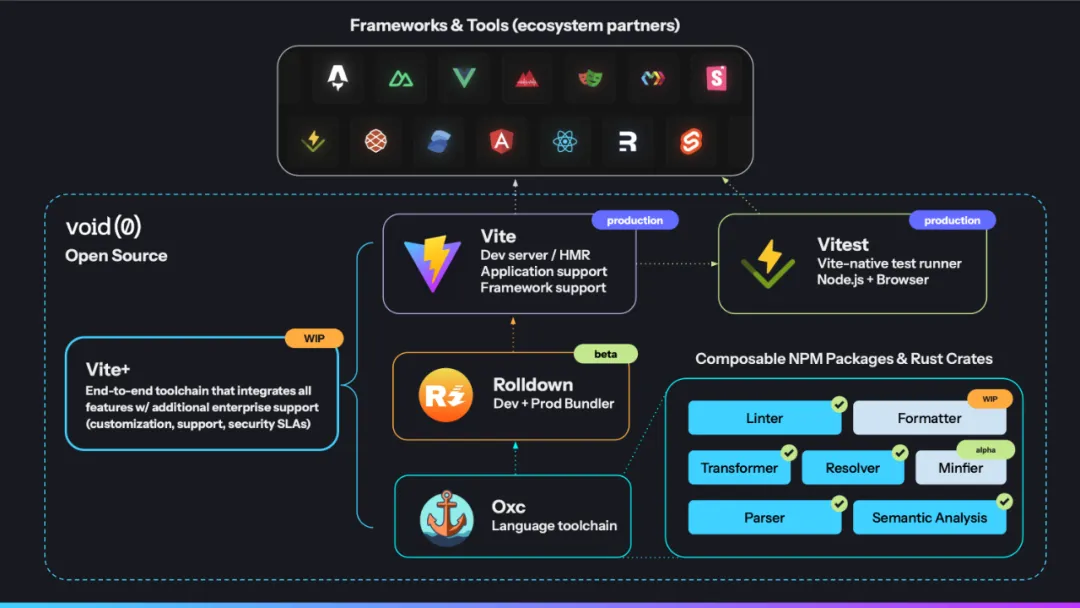 Frameworks & Tools (ecosystem partners)
void(0)
Open Source
production
Vite
Dev server / HMR
Application support
Framework support
production
Vitest
Vite-native test runner
Node.js + Browser
WIP
Vite+
End-to-end toolchain that integrates all
features w/ additional enterprise support
(customization, support, security SLAs)
beta
Rolldown
Dev + Prod Bundler
Oxc
Language toolchain
Composable NPM Packages & Rust Crates
Linter
WIP
Formatter
Transformer
Resolver
alpha
Minfier
Parser
Semantic Analysis